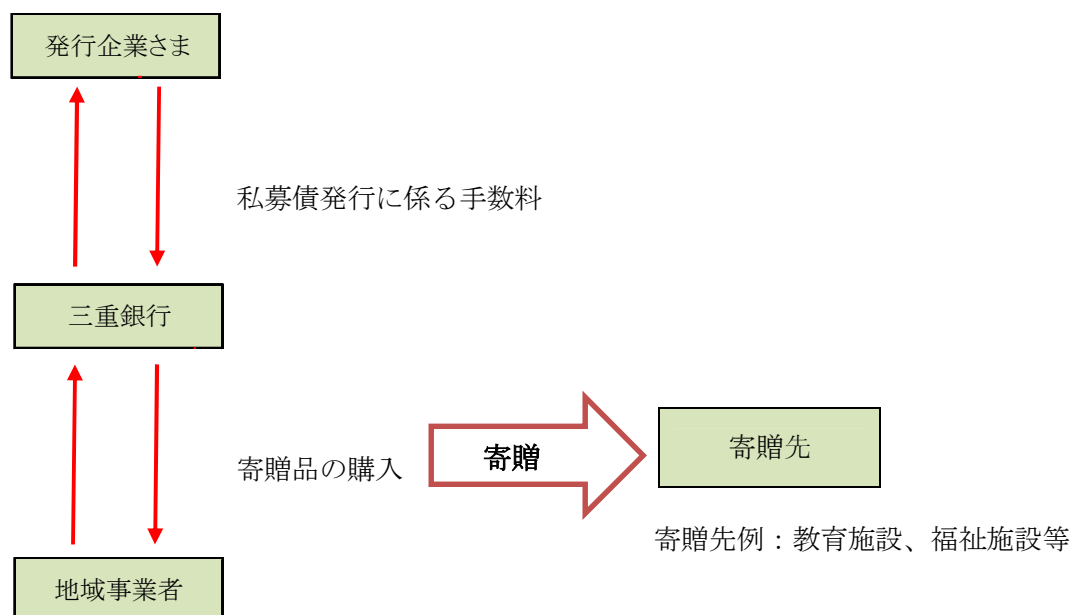 発行企業さま
私募債発行に係る手数料
三重銀行
寄贈品の購入
寄贈
寄贈先
寄贈先例：教育施設、福祉施設等
地域事業者